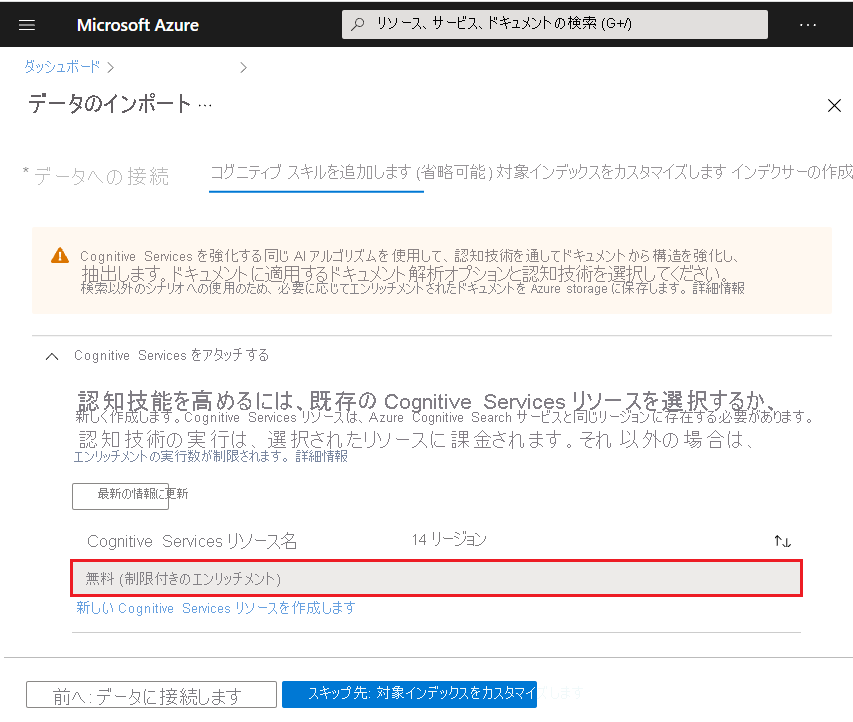 Microsoft Azure
リソース、サービス、ドキュメントの検索 (G+/)
ダッシュボード
データのインポート
* データへの接続
コグニティブ スキルを追加します (省略可能) 対象インデックスをカスタマイズします インデクサーの作成
Cognitive Services を強化する同じ AI アルゴリズムを使用して、認知技術を通してドキュメントから構造を強化し、
抽出します。ドキュメントに適用するドキュメント解析オプションと認知技術を選択してください。
検索以外のシナリオへの使用のため、必要に応じてエンリッチメントされたドキュメントを Azure storage に保存します。詳細情報
Cognitive Services をアタッチする
認知技能を高めるには、既存の Cognitive Services リソースを選択するか、
新しく作成します。Cognitive Services リソースは、Azure Cognitive Search サービスと同じリージョンに存在する必要があります。
認知技術の実行は、選択されたリソースに課金されます。それ 以外の場合は、
エンリッチメントの実行数が制限されます。詳細情報
最新の情報に更新
Cognitive Services リソース名
14 リージョン
無料 (制限付きのエンリッチメント)
新しい Cognitive Services リソースを作成します
前へ: データに接続します
スキップ先: 対象インデックスをカスタマイズします